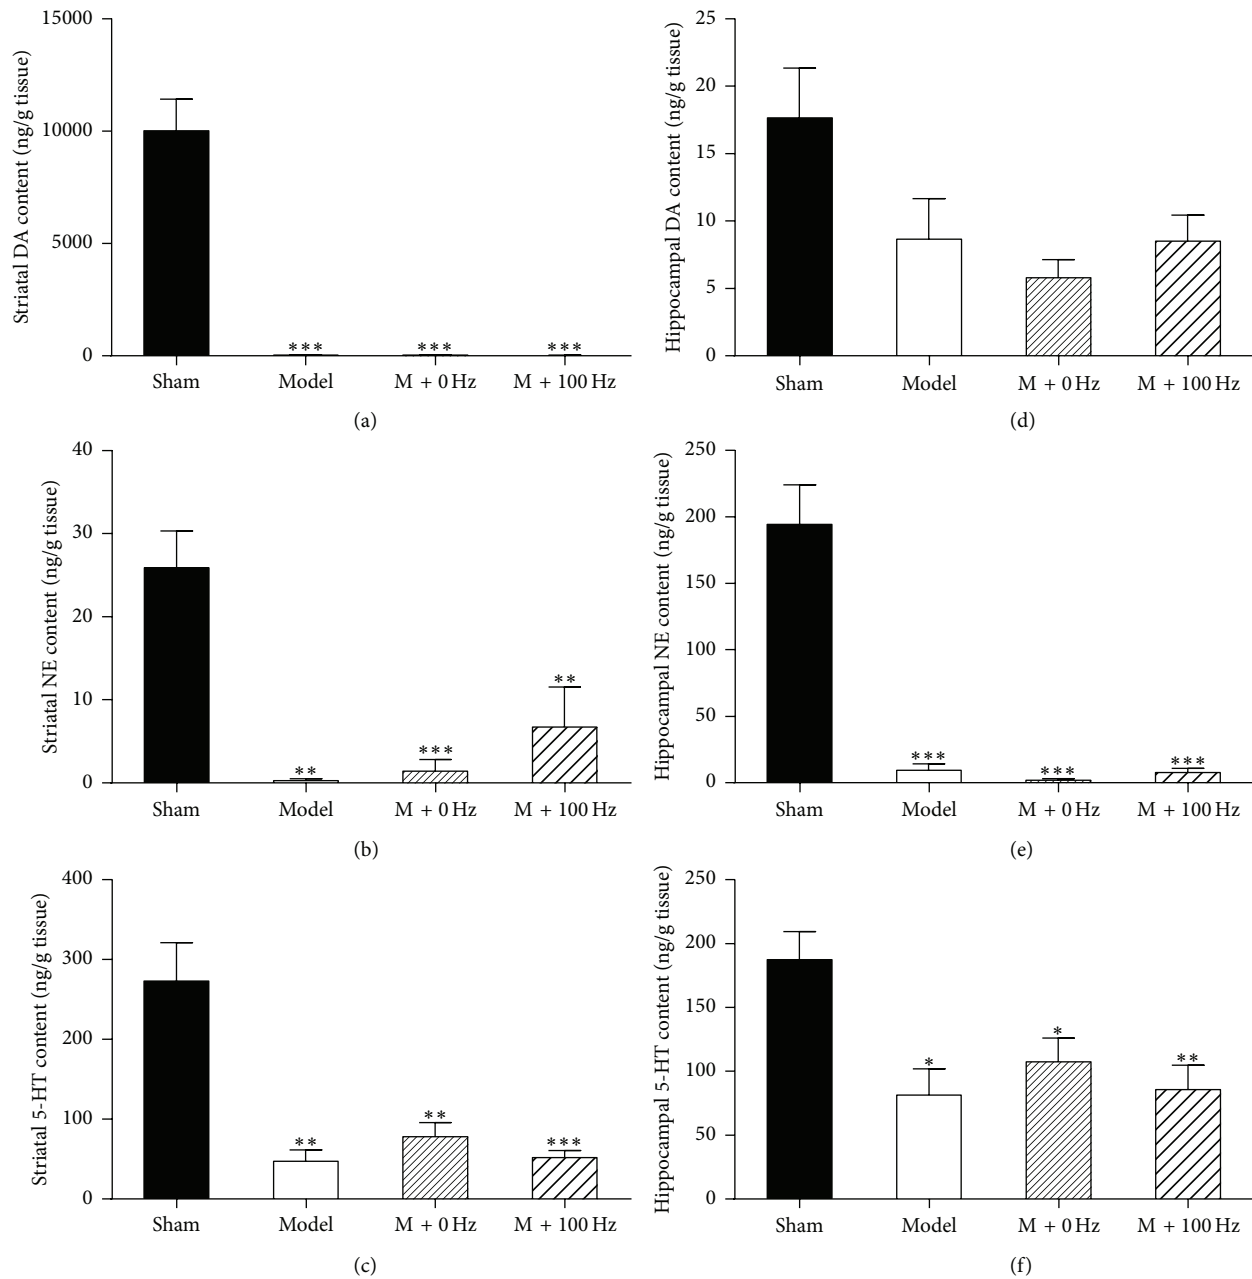 Striatal DA content (ng/g tissue)
15000
10000
5000
0
*** *** ***
Sham Model M + 0 Hz M + 100 Hz
(a)
Hippocampal DA content (ng/g tissue)
25
20
15
10
5
0
Sham Model M + 0 Hz M + 100 Hz
(d)
Striatal NE content (ng/g tissue)
40
30
20
10
0
** *** **
Sham Model M + 0 Hz M + 100 Hz
(b)
Hippocampal NE content (ng/g tissue)
250
200
150
100
50
0
*** *** ***
Sham Model M + 0 Hz M + 100 Hz
(e)
Striatal 5-HT content (ng/g tissue)
400
300
200
100
0
** ** ***
Sham Model M + 0 Hz M + 100 Hz
(c)
Hippocampal 5-HT content (ng/g tissue)
250
200
150
100
50
0
* * **
Sham Model M + 0 Hz M + 100 Hz
(f)